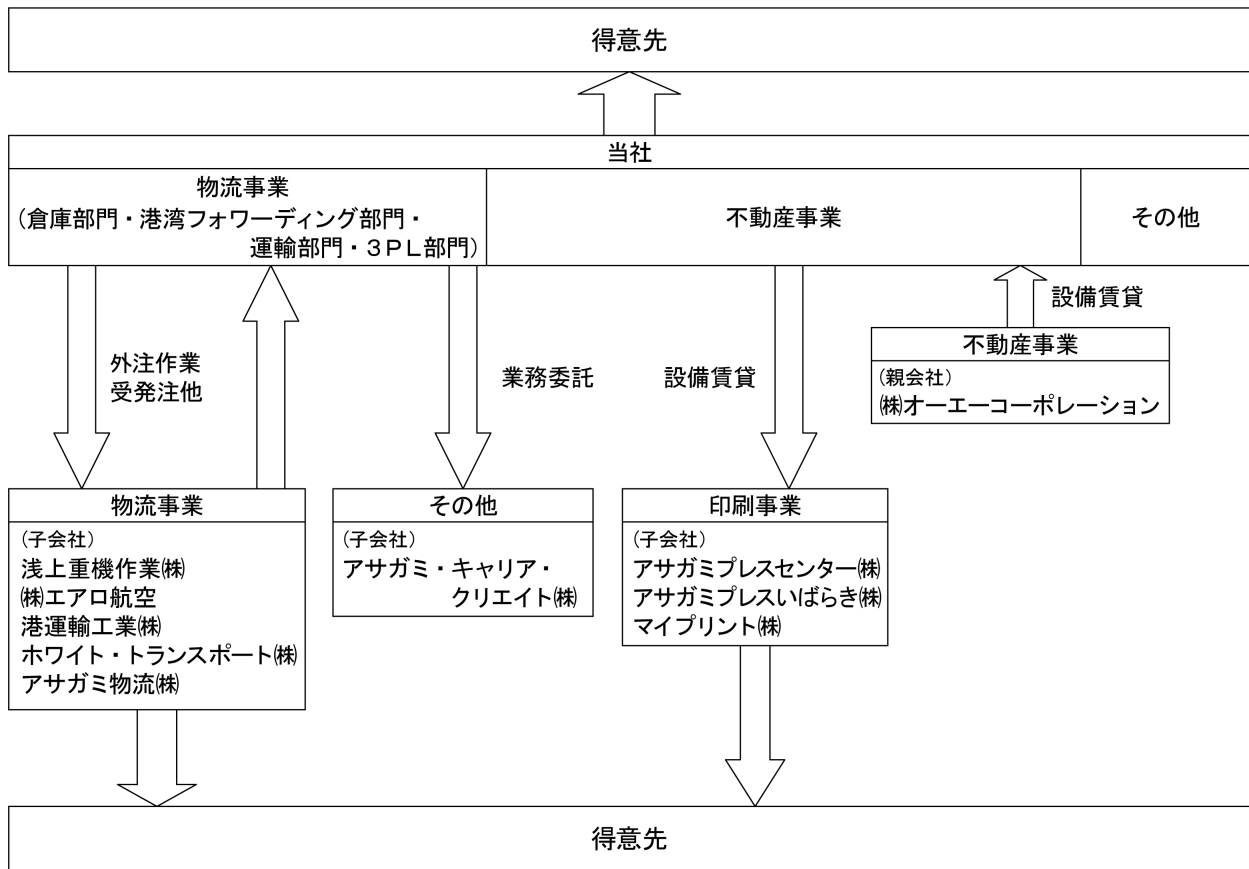 得意先
当社
物流事業
（倉庫部門・港湾フォワーディング部門・
運輸部門・３ＰＬ部門）
不動産事業
その他
外注作業
受発注他
業務委託
設備賃貸
設備賃貸
不動産事業
（親会社）
㈱オーエーコーポレーション
物流事業
（子会社）
浅上重機作業㈱
㈱エアロ航空
港運輸工業㈱
ホワイト・トランスポート㈱
アサガミ物流㈱
その他
（子会社）
アサガミ・キャリア・
クリエイト㈱
印刷事業
（子会社）
アサガミプレスセンター㈱
アサガミプレスいばらき㈱
マイプリント㈱
得意先